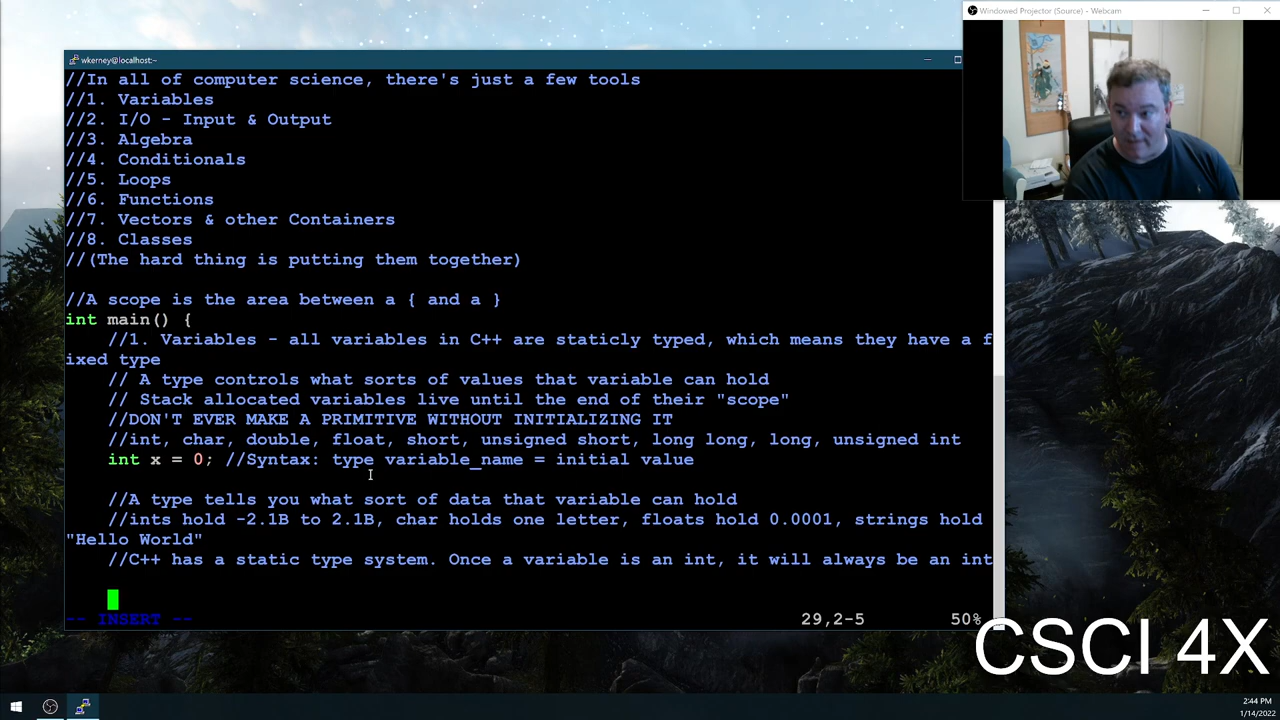 Windowed Projector (Source) - Webcam
wkerney@localhost:~
//In all of computer science, there's just a few tools
//1. Variables
//2. I/O - Input & Output
//3. Algebra
//4. Conditionals
//5. Loops
//6. Functions
//7. Vectors & other Containers
//8. Classes
//(The hard thing is putting them together)
//A scope is the area between a { and a }
int main() {
//1. Variables - all variables in C++ are staticly typed, which means they have a f
ixed type
// A type controls what sorts of values that variable can hold
// Stack allocated variables live until the end of their "scope"
//DON'T EVER MAKE A PRIMITIVE WITHOUT INITIALIZING IT
//int, char, double, float, short, unsigned short, long long, long, unsigned int
int x = 0; //Syntax: type variable_name = initial value
//A type tells you what sort of data that variable can hold
//ints hold -2.1B to 2.1B, char holds one letter, floats hold 0.0001, strings hold
"Hello World"
//C++ has a static type system. Once a variable is an int, it will always be an int
-- INSERT -- 29,2-5 50%
CSCI 4X
2:44 PM
1/14/2022